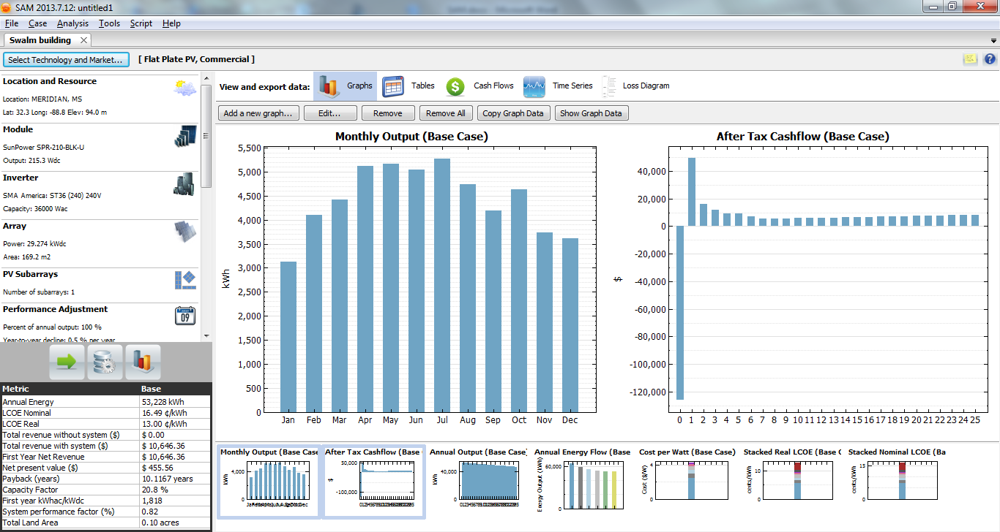 SAM 2013.7.12: untitled1
File Case Analysis Tools Script Help
Swalm building
Select Technology and Market... [ Flat Plate PV, Commercial ]
Location and Resource
Location: MERIDIAN, MS
Lat: 32.3 Long: -88.8 Elev: 94.0 m
Module
SunPower SPR-210-BLK-U
Output: 215.3 Wdc
Inverter
SMA America: ST36 (240) 240V
Capacity: 36000 Wac
Array
Power: 29.274 kWdc
Area: 169.2 m2
PV Subarrays
Number of subarrays: 1
Performance Adjustment
09
Percent of annual output: 100 %
Year-to-year decline: 0.5 % per year
Metric Base
Annual Energy 53,228 kWh
LCOE Nominal 16.49 ¢/kWh
LCOE Real 13.00 ¢/kWh
Total revenue without system ($) $ 0.00
Total revenue with system ($) $ 10,646.36
First Year Net Revenue $ 10,646.36
Net present value ($) $ 455.56
Payback (years) 10.1167 years
Capacity Factor 20.8 %
First year kWhac/kWdc 1,818
System performance factor (%) 0.82
Total Land Area 0.10 acres
View and export data: Graphs Tables Cash Flows Time Series Loss Diagram
Add a new graph... Edit... Remove Remove All Copy Graph Data Show Graph Data
Monthly Output (Base Case)
5,500
5,000
4,500
4,000
3,500
3,000
2,500
2,000
1,500
1,000
500
0
kWh
Jan Feb Mar Apr May Jun Jul Aug Sep Oct Nov Dec
After Tax Cashflow (Base Case)
40,000
20,000
0
-20,000
-40,000
-60,000
-80,000
-100,000
-120,000
$
0 1 2 3 4 5 6 7 8 9 10 11 12 13 14 15 16 17 18 19 20 21 22 23 24 25
Monthly Output (Base Case
4,000
0
kWh
After Tax Cashflow (Base
50,000
-100,000
$
Annual Output (Base Case)
40,000
0
kWh
Annual Energy Flow (Base
60,000
0
Energy Output (kWh)
Cost per Watt (Base Case)
4
0
Cost ($/W)
Stacked Real LCOE (Base C
10
0
cents/kWh
Stacked Nominal LCOE (Ba
15
0
cents/kWh